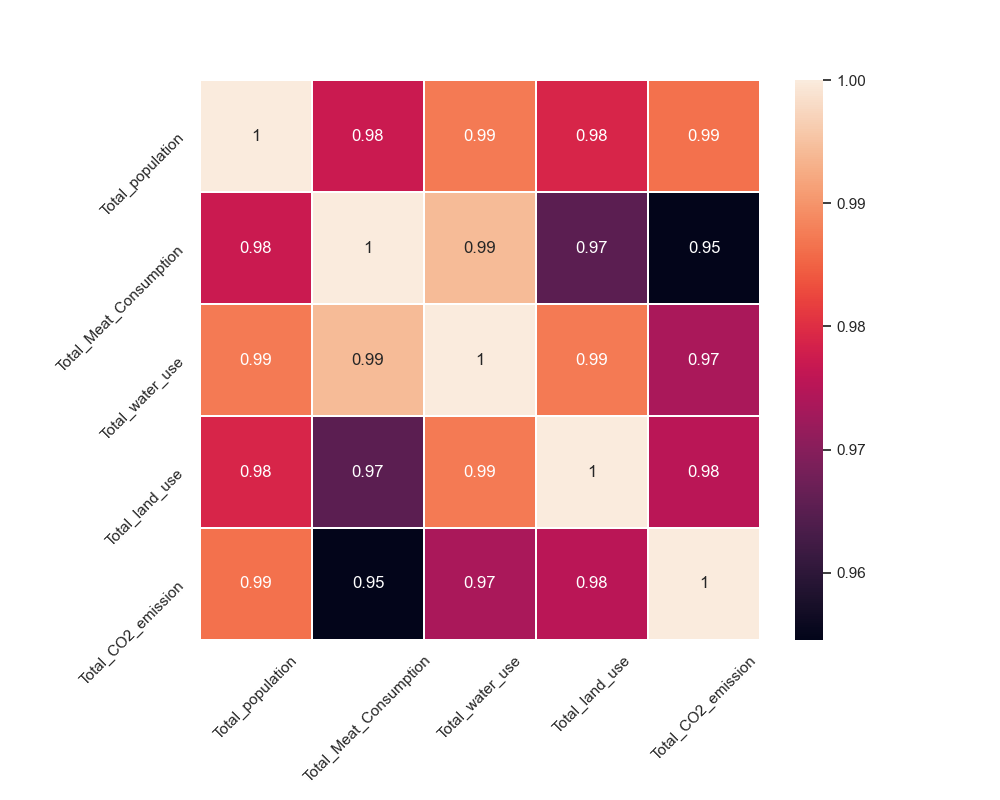 Total_population
1 0.98 0.99 0.98 0.99
Total_Meat_Consumption
0.98 1 0.99 0.97 0.95
Total_water_use
0.99 0.99 1 0.99 0.97
Total_land_use
0.98 0.97 0.99 1 0.98
Total_CO2_emission
0.99 0.95 0.97 0.98 1
Total_population
Total_Meat_Consumption
Total_water_use
Total_land_use
Total_CO2_emission
1.00
0.99
0.98
0.97
0.96